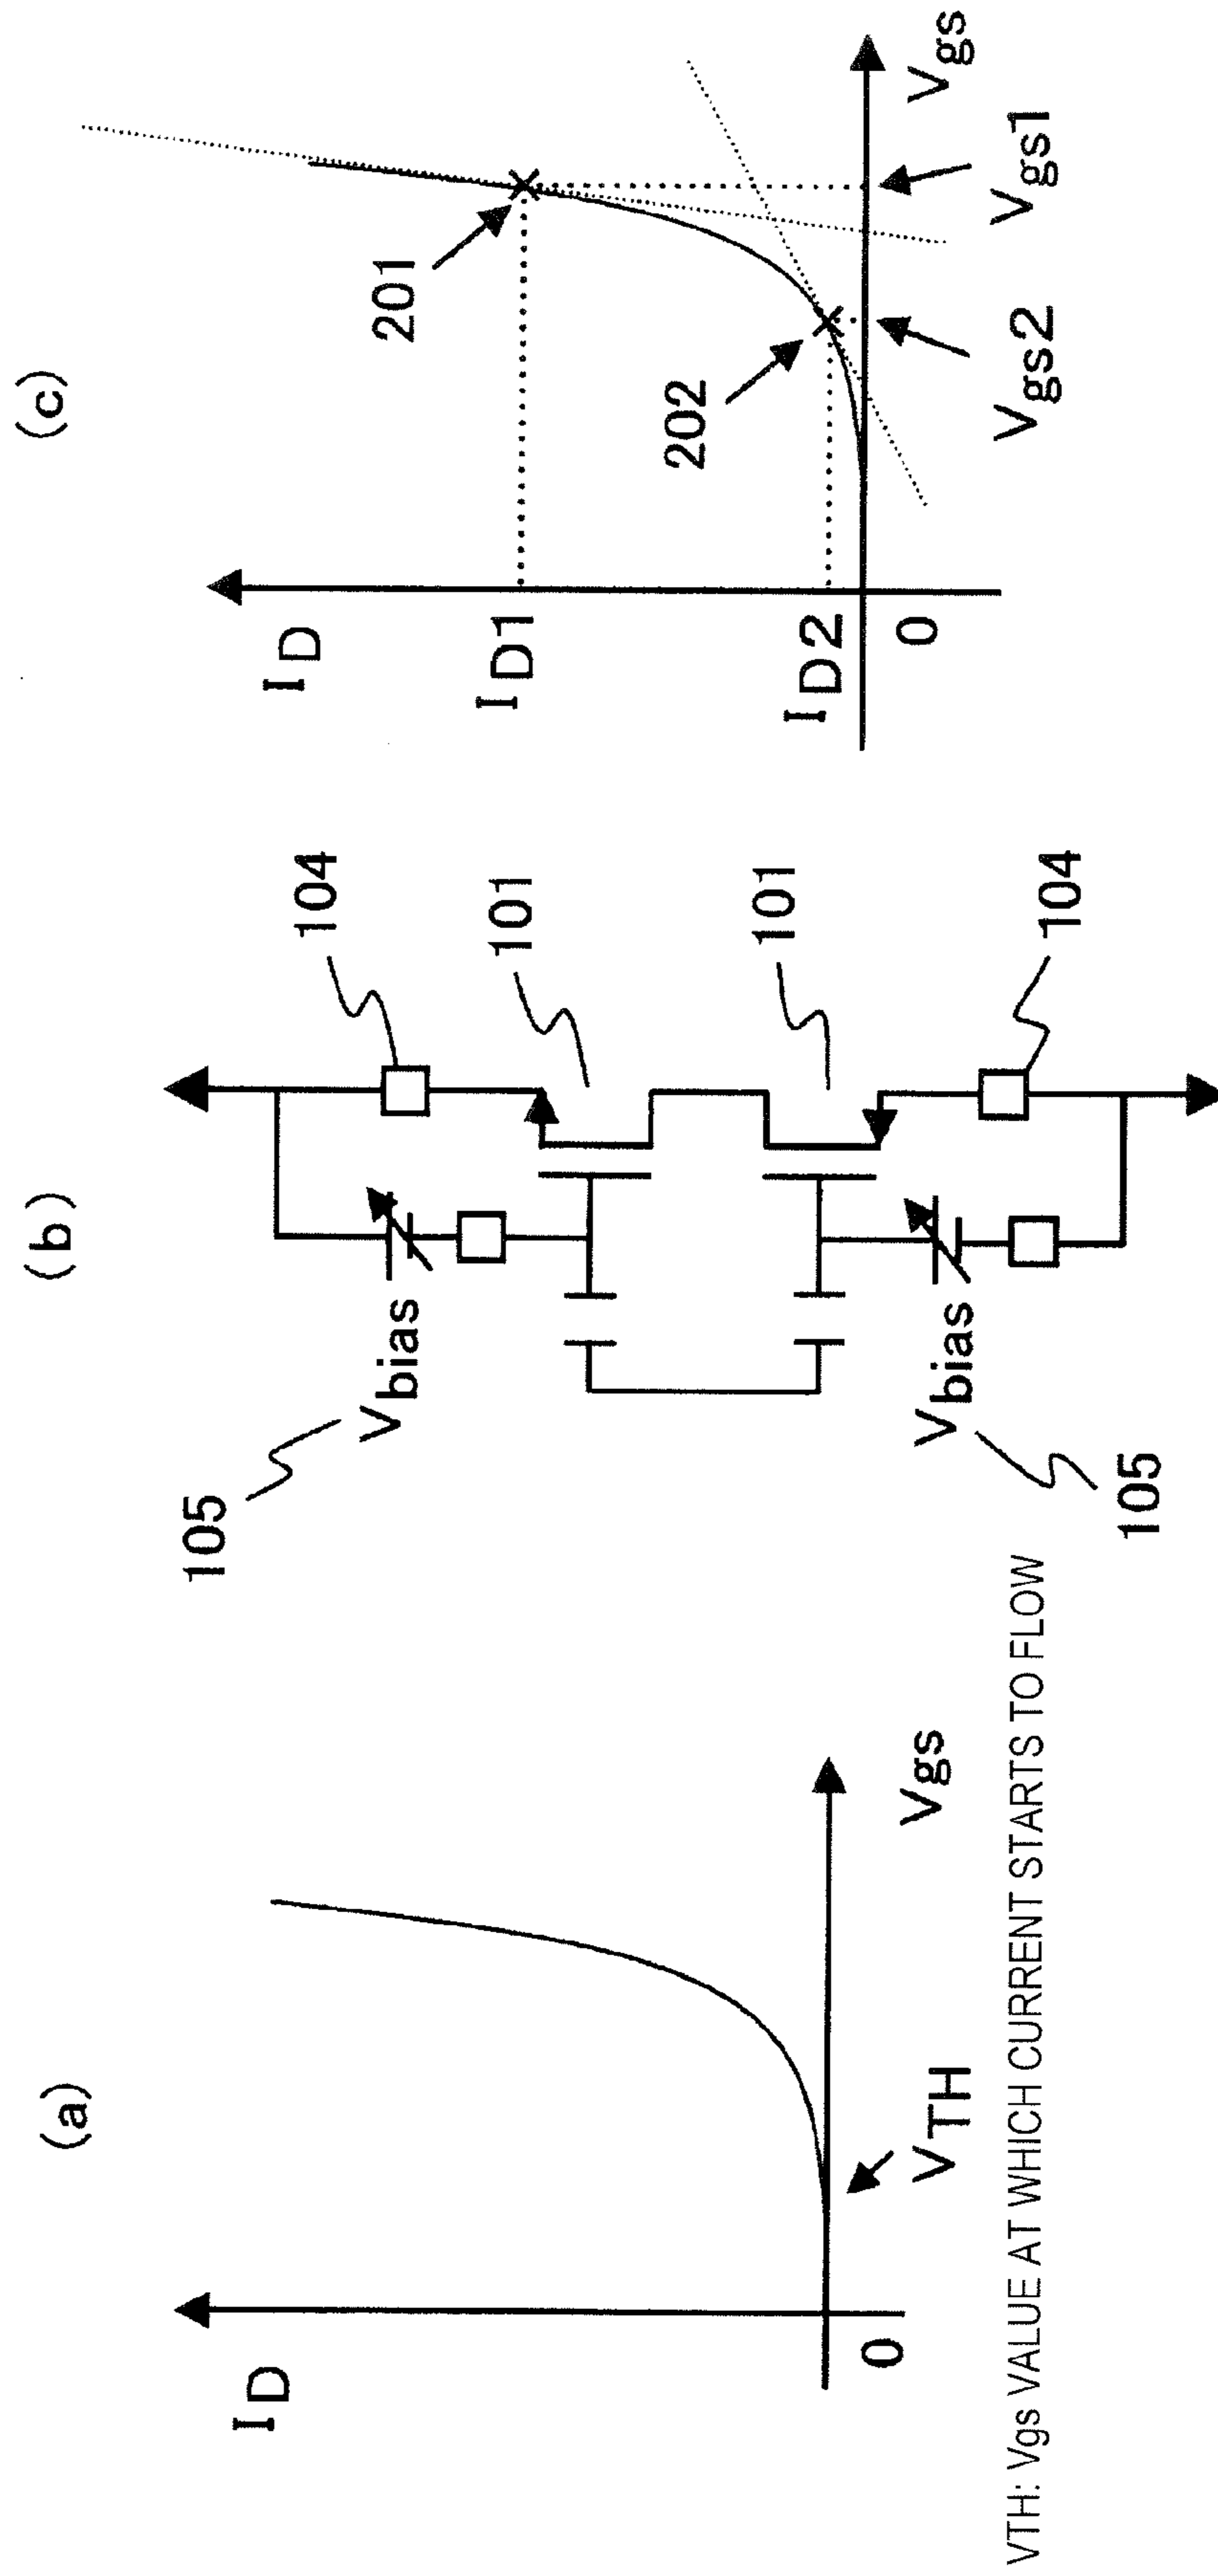 (a)
I D
0
V TH
Vgs
VTH: Vgs VALUE AT WHICH CURRENT STARTS TO FLOW
(b)
105
V bias
104
101
101
V bias
105
104
(c)
I D
I D1
I D2
0
201
202
V gs
V gs1
V gs2